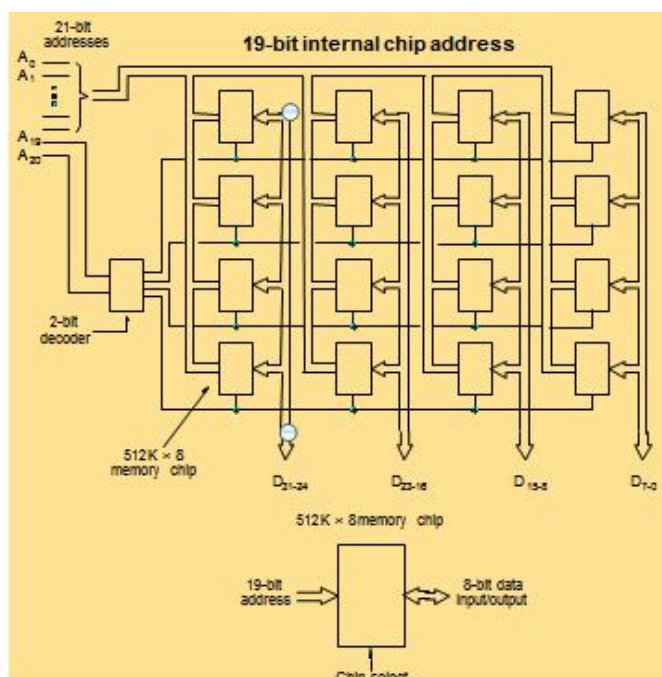 21-bit
addresses
19-bit internal chip address
A0
A1
A19
A20
2-bit
decoder
512K × 8
memory chip
D31-24
D23-16
D15-8
D7-0
512K × 8memory chip
19-bit
address
8-bit data
input/output
Chip select